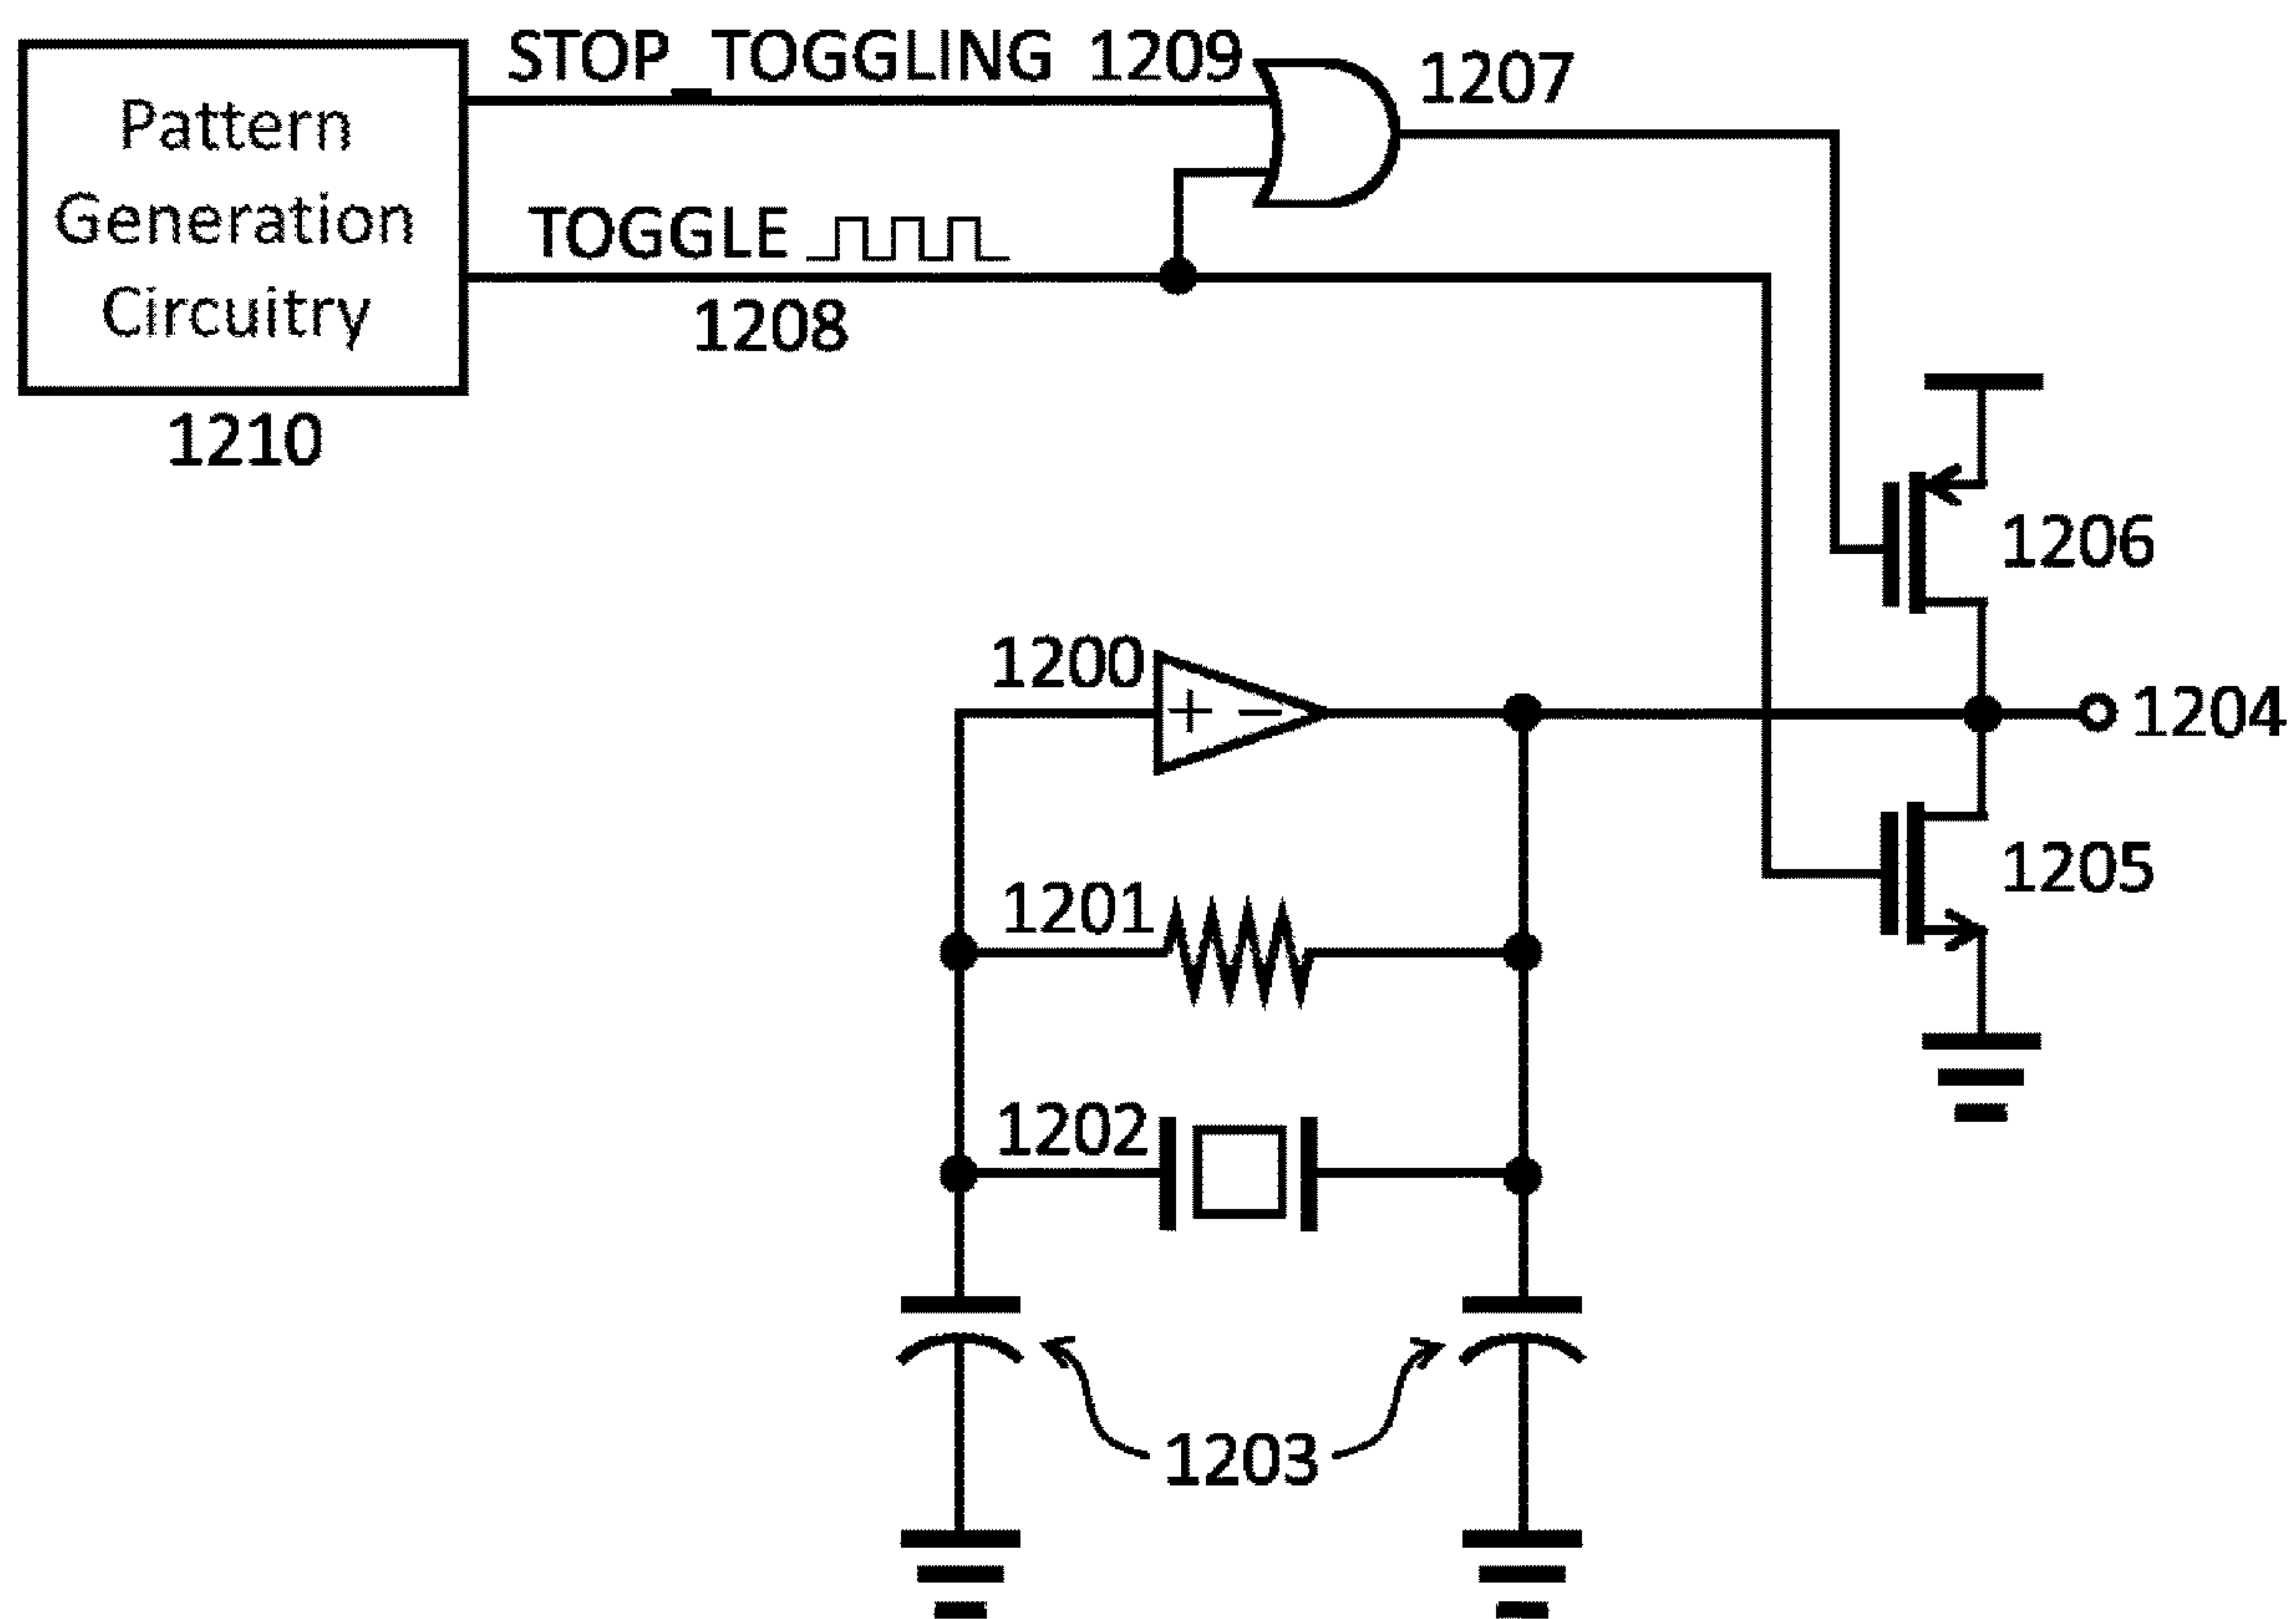 STOP_TOGGLING 1209
1207
Pattern
Generation
Circuitry
TOGGLE
1208
1210
1206
1200
+ −
1204
1205
1201
1202
1203